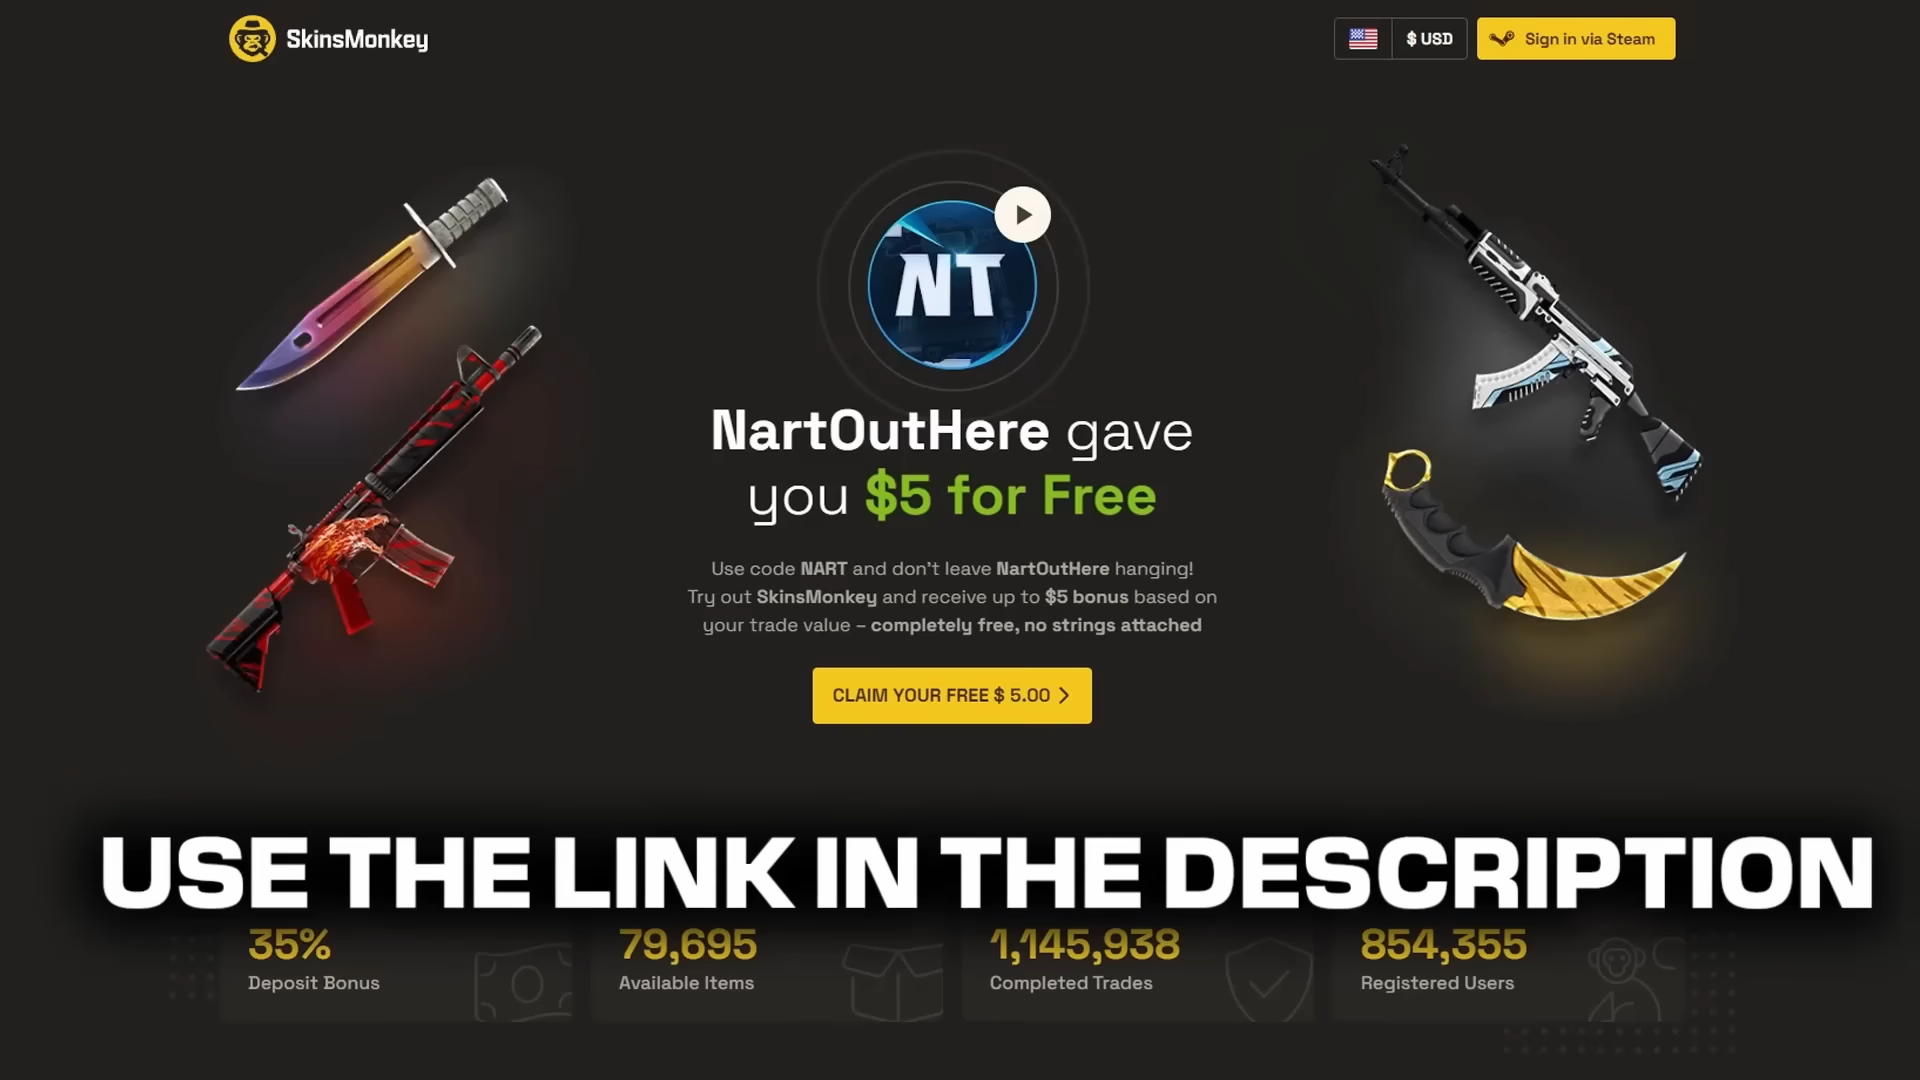 SkinsMonkey
$ USD
Sign in via Steam
NT
NartOutHere gave
you $5 for Free
Use code NART and don't leave NartOutHere hanging!
Try out SkinsMonkey and receive up to $5 bonus based on
your trade value – completely free, no strings attached
CLAIM YOUR FREE $ 5.00
USE THE LINK IN THE DESCRIPTION
35%
Deposit Bonus
79,695
Available Items
1,145,938
Completed Trades
854,355
Registered Users